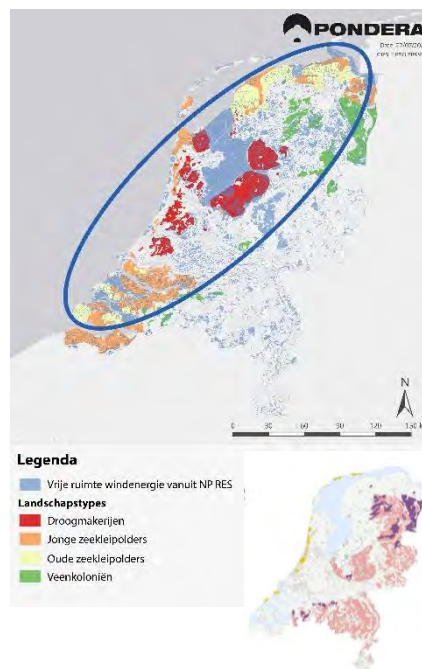 PONDERA
N
0 30 60 90 120 150 k
Legenda
Vrije ruimte windenergie vanuit NP RES
Landschapstypes
Droogmakerijen
Jonge zeekleipolders
Oude zeekleipolders
Veenkoloniën